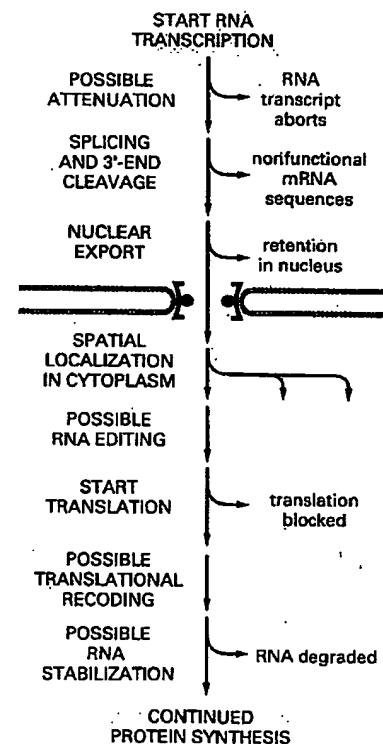 START RNA
TRANSCRIPTION
POSSIBLE
ATTENUATION
RNA
transcript
aborts
SPLICING
AND 3'-END
CLEAVAGE
nonfunctional
mRNA
sequences
NUCLEAR
EXPORT
retention
in nucleus
SPATIAL
LOCALIZATION
IN CYTOPLASM
POSSIBLE
RNA EDITING
START
TRANSLATION
translation
blocked
POSSIBLE
TRANSLATIONAL
RECODING
POSSIBLE
RNA
STABILIZATION
RNA degraded
CONTINUED
PROTEIN SYNTHESIS